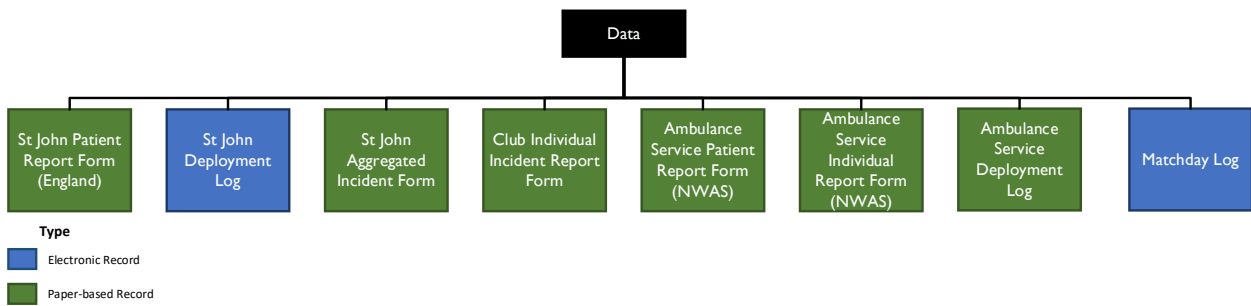 Data
St John Patient
Report Form
(England)
St John
Deployment
Log
St John
Aggregated
Incident Form
Club Individual
Incident Report
Form
Ambulance
Service Patient
Report Form
(NWAS)
Ambulance
Service
Individual
Report Form
(NWAS)
Ambulance
Service
Deployment
Log
Matchday Log
Type
Electronic Record
Paper-based Record